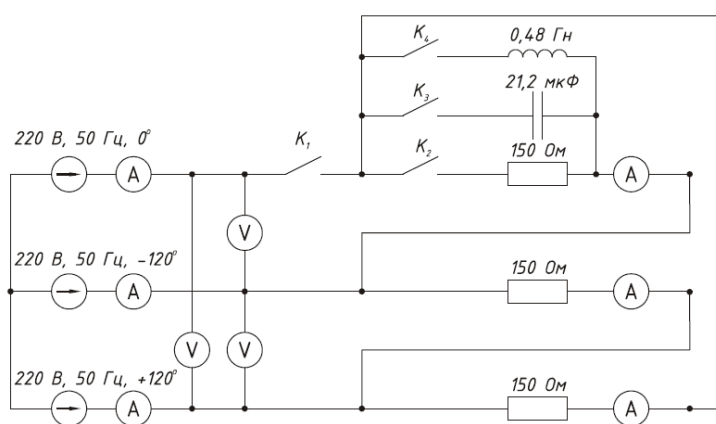 K₄
0,48 Гн
K₃
21,2 мкФ
220 В, 50 Гц, 0°
K₁
K₂
150 Ом
A
A
V
220 В, 50 Гц, –120°
150 Ом
A
A
V
V
220 В, 50 Гц, +120°
150 Ом
A
A